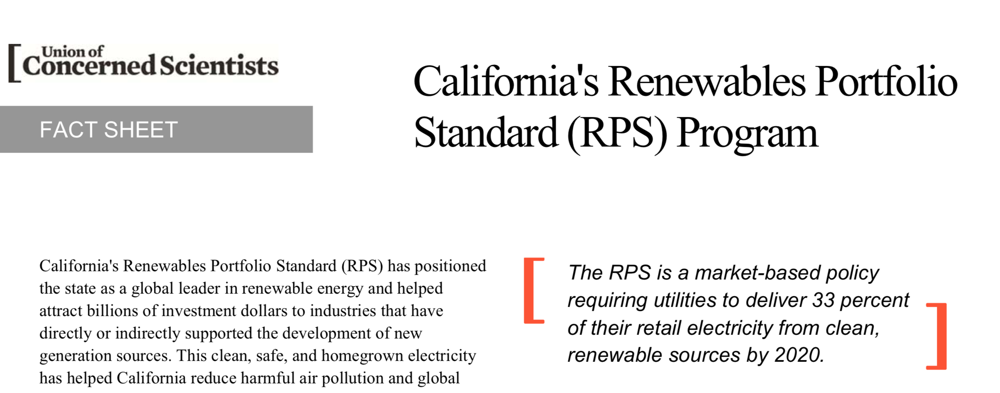 Union of
Concerned Scientists
FACT SHEET
California's Renewables Portfolio
Standard (RPS) Program
California's Renewables Portfolio Standard (RPS) has positioned
the state as a global leader in renewable energy and helped
attract billions of investment dollars to industries that have
directly or indirectly supported the development of new
generation sources. This clean, safe, and homegrown electricity
has helped California reduce harmful air pollution and global
The RPS is a market-based policy
requiring utilities to deliver 33 percent
of their retail electricity from clean,
renewable sources by 2020.